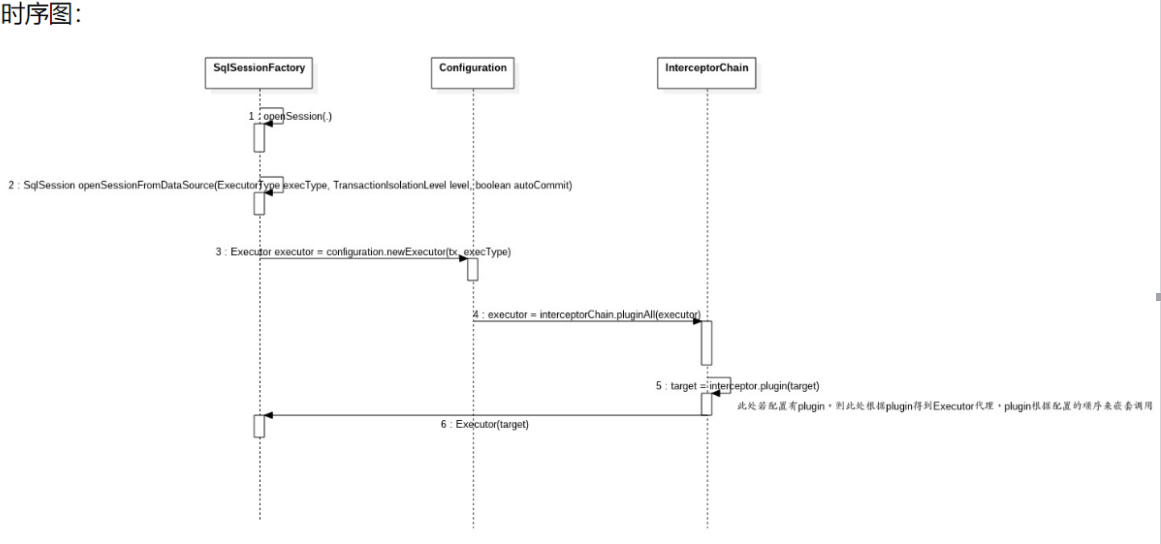 时序图：
SqlSessionFactory
Configuration
InterceptorChain
1 : openSession(.)
2 : SqlSession openSessionFromDataSource(ExecutorType execType, TransactionIsolationLevel level, boolean autoCommit)
3 : Executor executor = configuration.newExecutor(tx, execType)
4 : executor = interceptorChain.pluginAll(executor)
5 : target = interceptor.plugin(target)
此处若配置有plugin，则此处根据plugin得到Executor代理，plugin根据配置的顺序来嵌套调用
6 : Executor(target)